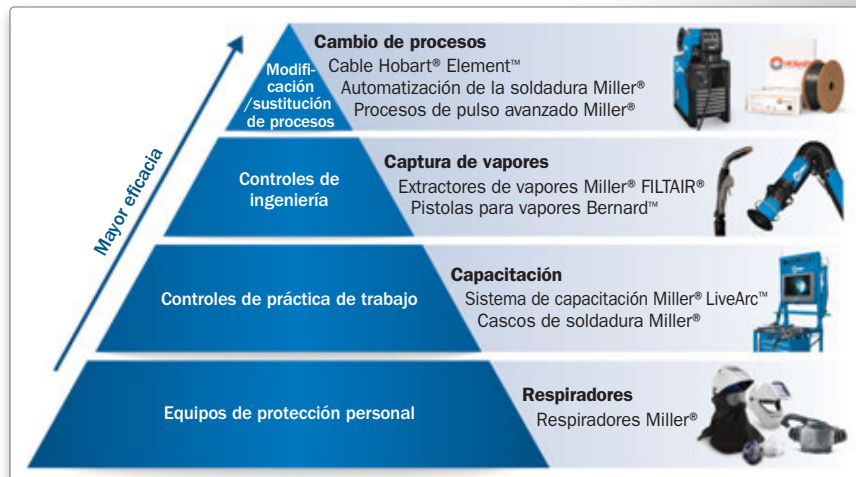 Mayor eficacia
Modifi-
cación
/sustitución
de procesos
Cambio de procesos
Cable Hobart® Element™
Automatización de la soldadura Miller®
Procesos de pulso avanzado Miller®
HOBART
Controles de
ingeniería
Captura de vapores
Extractores de vapores Miller® FILTAIR®
Pistolas para vapores Bernard™
Controles de práctica de trabajo
Capacitación
Sistema de capacitación Miller® LiveArc™
Cascos de soldadura Miller®
Equipos de protección personal
Respiradores
Respiradores Miller®